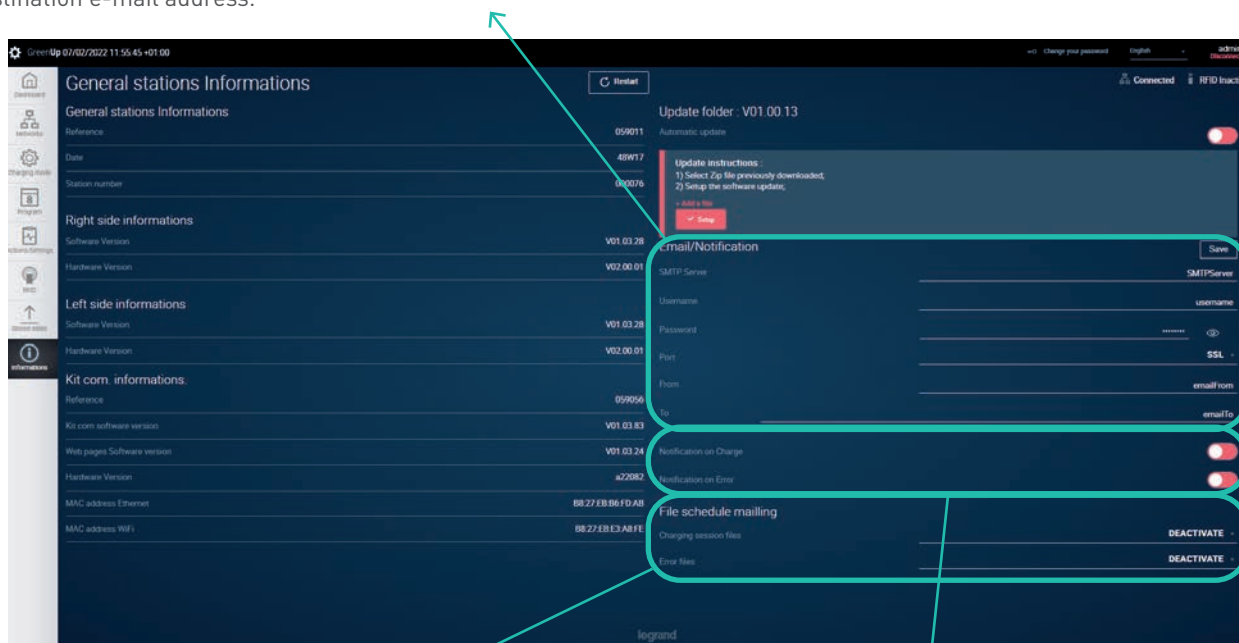 stination e-mail address.
GreenUp 07/02/2022 11:55:45 +01:00
Change your password
English
admi
Disconnec
General stations Informations
Restart
Connected
RFID Inact
Dashboard
General stations Informations
Reference 059011
Date 48W17
Station number 000076
Right side informations
Software Version V01.03.28
Hardware Version V02.00.01
Left side informations
Software Version V01.03.28
Hardware Version V02.00.01
Kit com. informations.
Reference 059056
Kit com software version V01.03.83
Web pages Software version V01.03.24
Hardware Version a22082
MAC address Ethernet B8:27:EB:B6:FD:AB
MAC address WiFi B8:27:EB:E3:A8:FE
Networks
Charging mode
8
Program
RFID
Informations
Update folder : V01.00.13
Automatic update
Update instructions :
1) Select Zip file previously downloaded;
2) Setup the software update;
+ Add a file
Setup
Email/Notification
Save
SMTP Server SMTPServer
Username username
Password ········
Port SSL
From emailFrom
To emailTo
Notification on Charge
Notification on Error
File schedule mailling
Charging session files DEACTIVATE
Error files DEACTIVATE
legrand